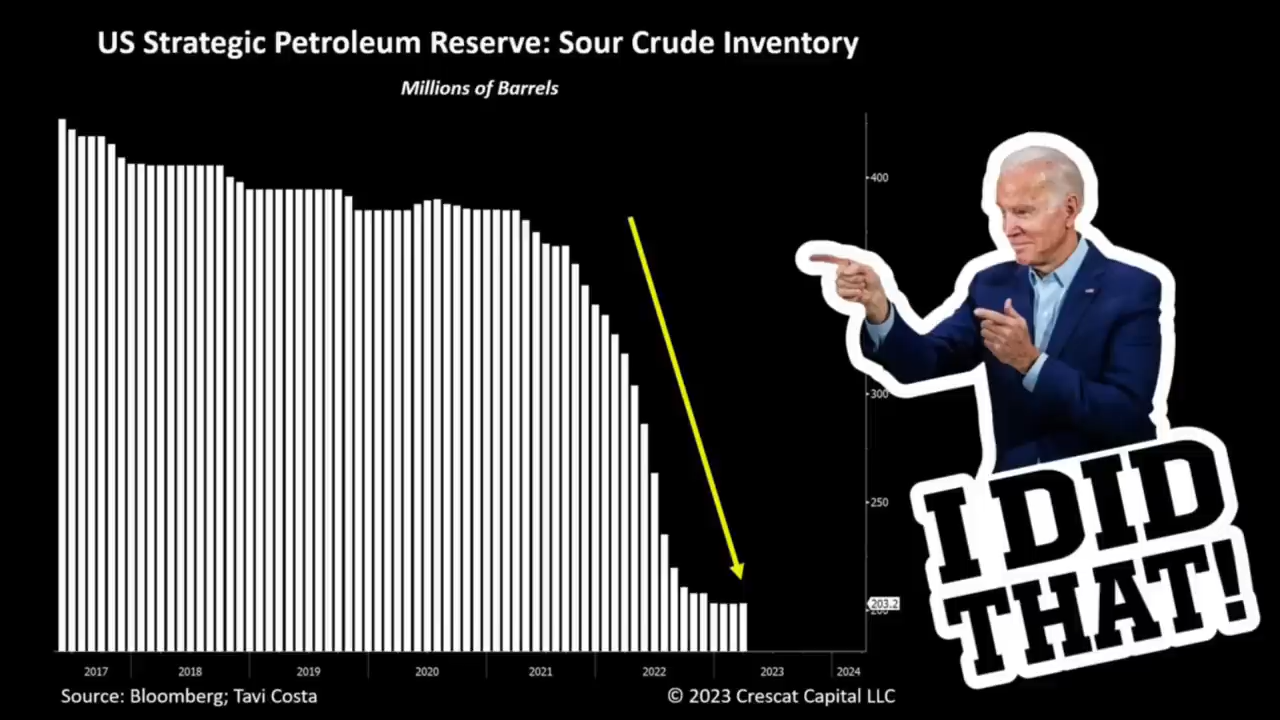 US Strategic Petroleum Reserve: Sour Crude Inventory
Millions of Barrels
400
300
250
203.2
2017 2018 2019 2020 2021 2022 2023 2024
Source: Bloomberg; Tavi Costa
© 2023 Crescat Capital LLC
I DID
THAT!